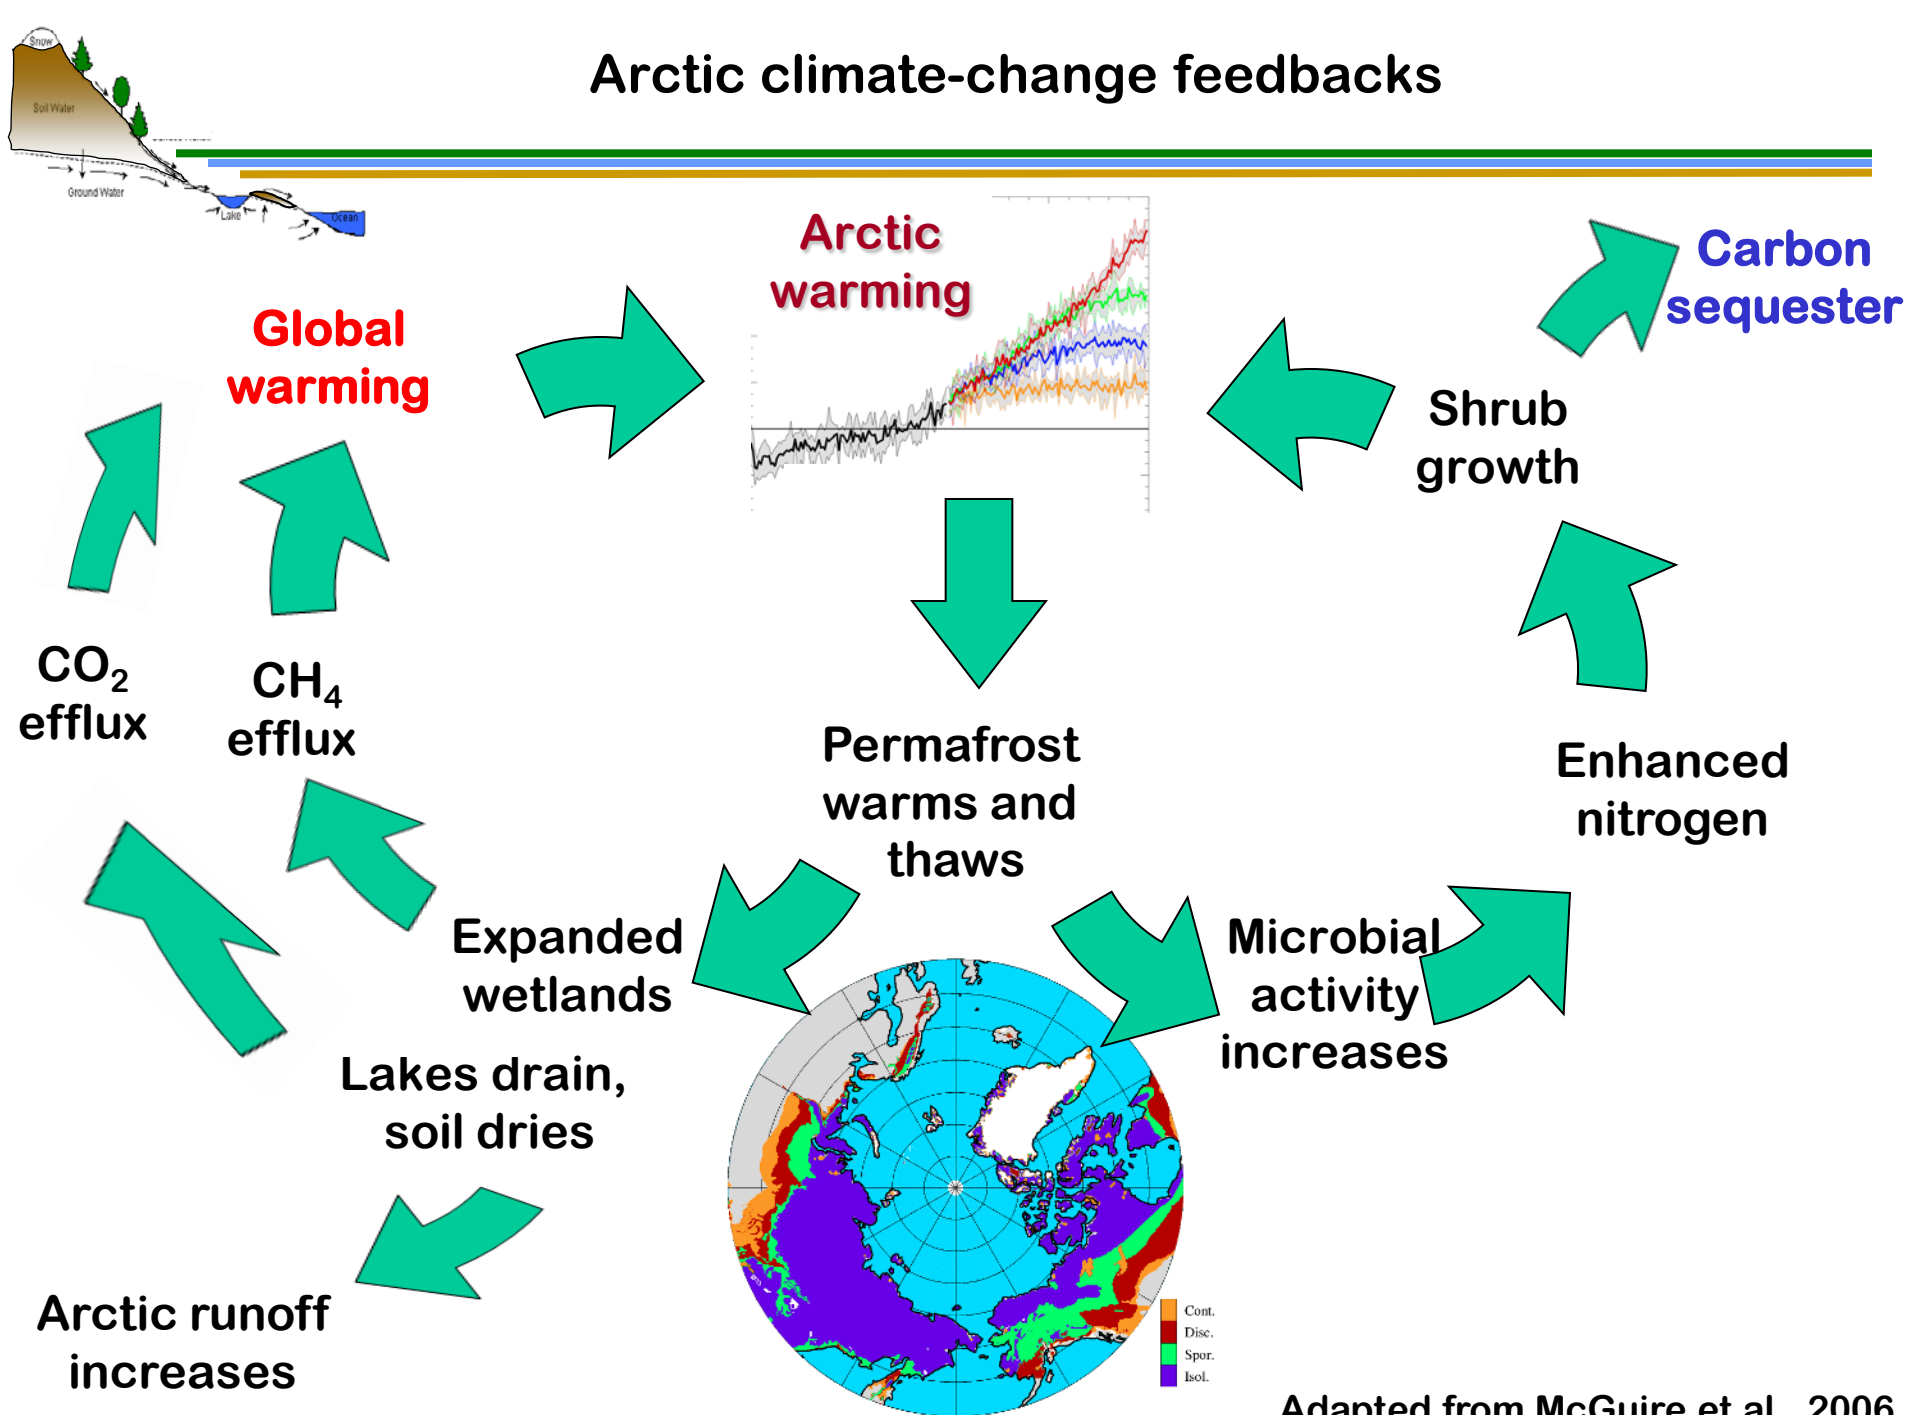 Arctic climate-change feedbacks
Snow
Soil Water
Ground Water
Lake
Ocean
Arctic
warming
Global
warming
Carbon
sequester
Shrub
growth
CO₂
efflux
CH₄
efflux
Permafrost
warms and
thaws
Enhanced
nitrogen
Expanded
wetlands
Microbial
activity
increases
Lakes drain,
soil dries
Arctic runoff
increases
Cont.
Disc.
Spor.
Isol.
Adapted from McGuire et al., 2006